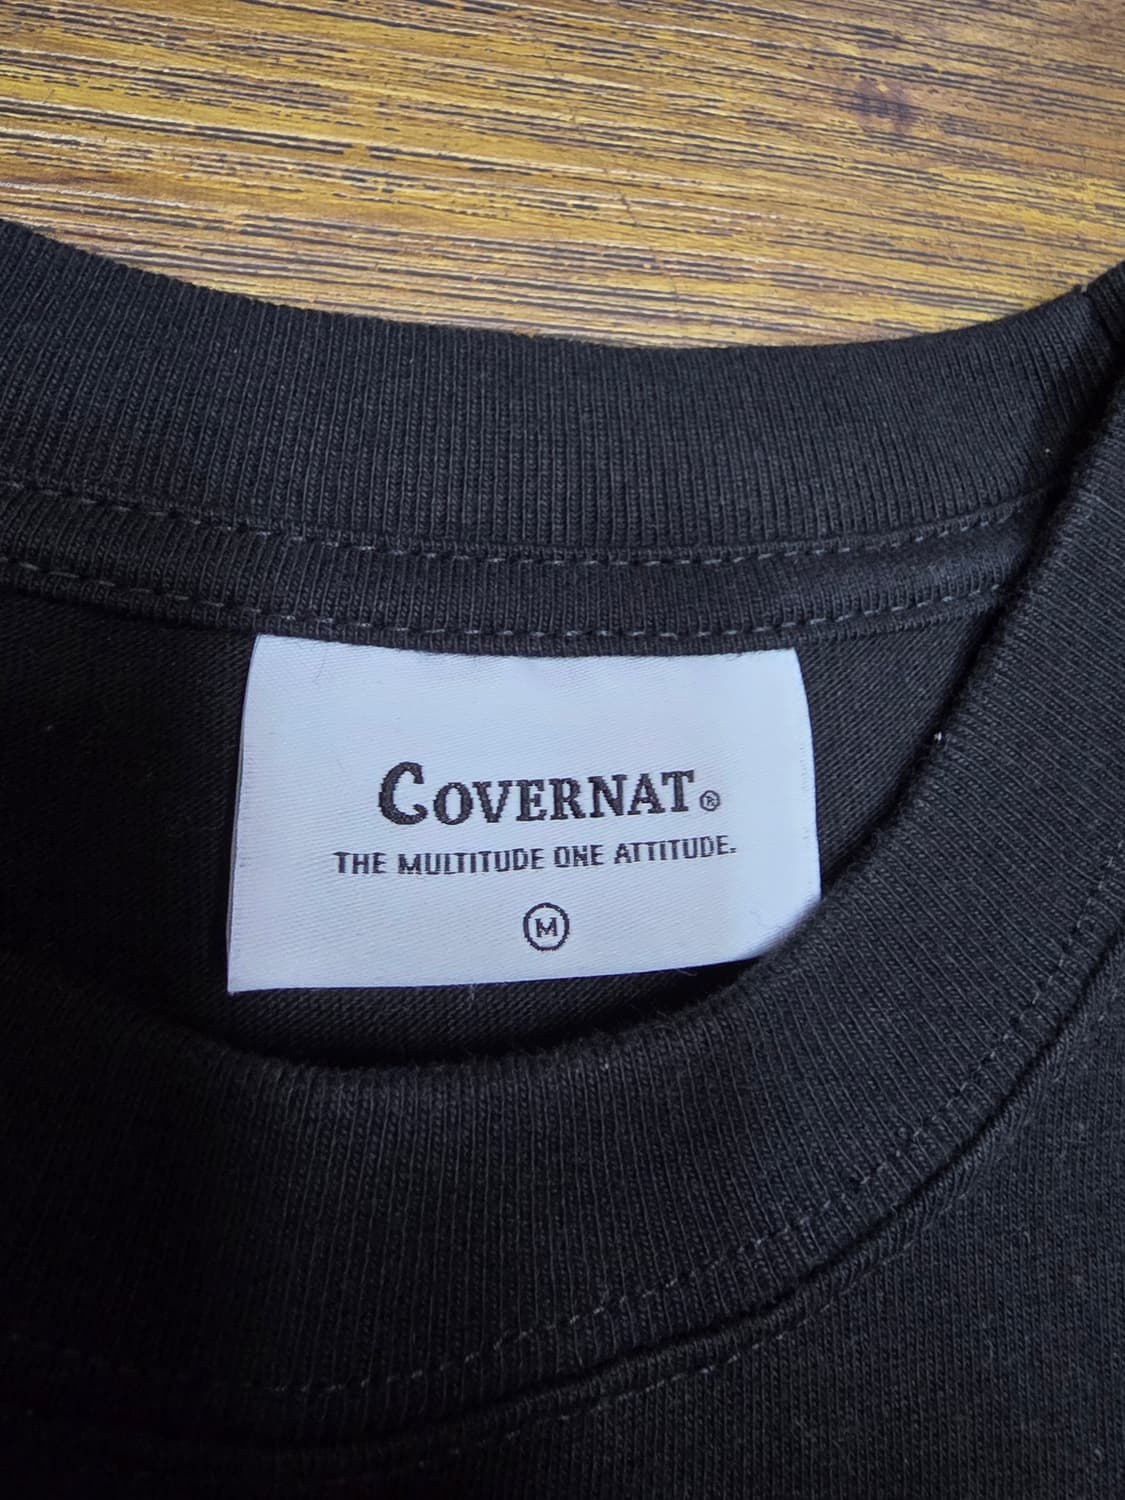 COVERNAT®
THE MULTITUDE ONE ATTITUDE.
M